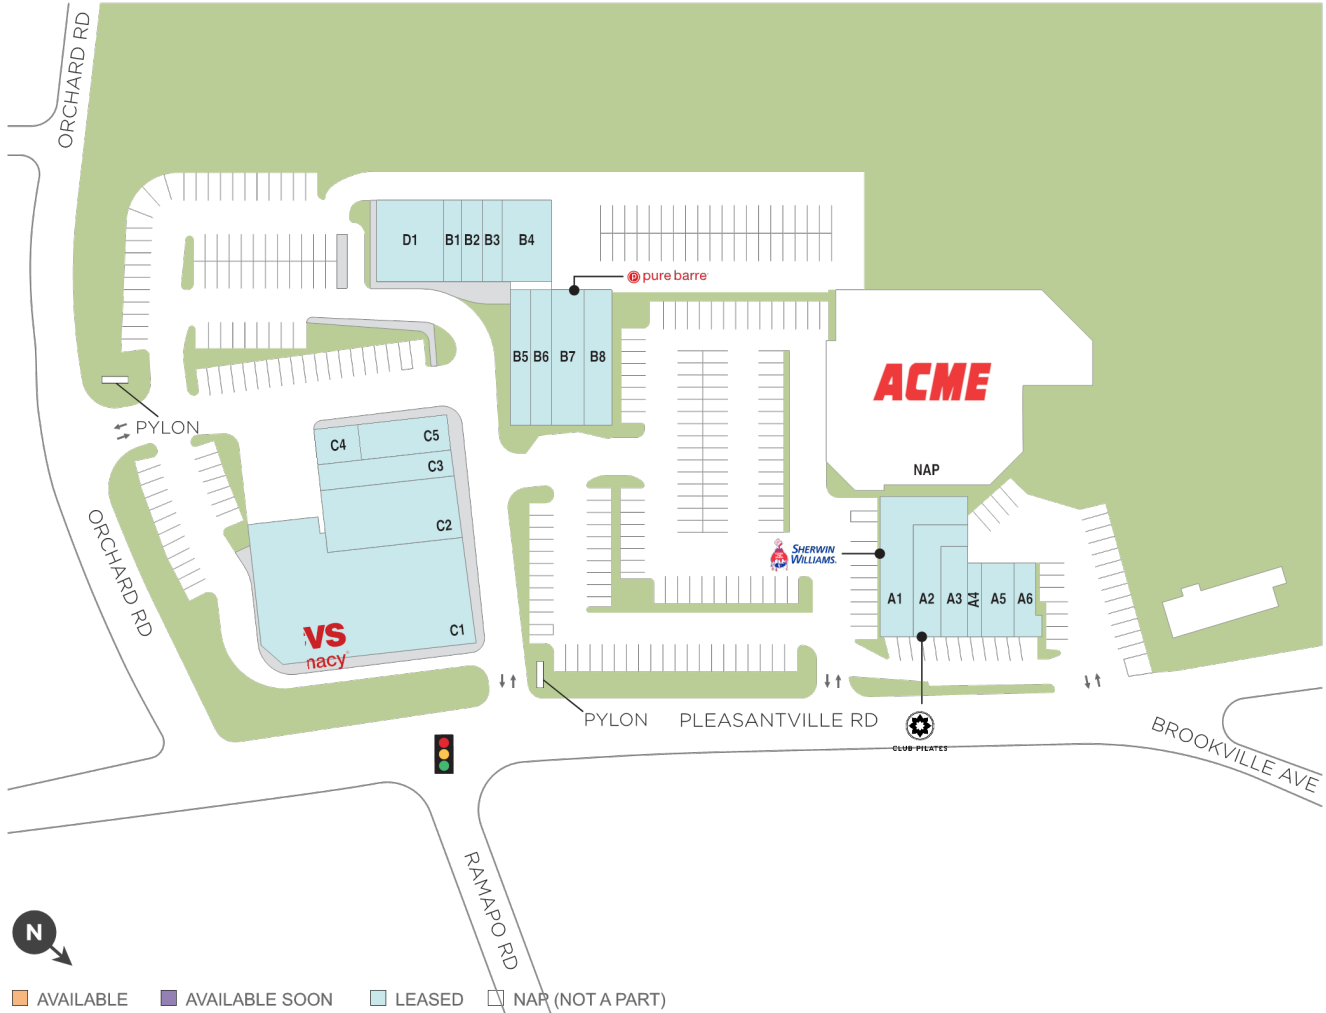 ORCHARD RD
D1
B1
B2
B3
B4
pure barre
B5
B6
B7
B8
ACME
NAP
PYLON
C4
C5
C3
C2
C1
VS
nacy
ORCHARD RD
SHERWIN
WILLIAMS.
A1
A2
A3
A4
A5
A6
PYLON
PLEASANTVILLE RD
CLUB PILATES
BROOKVILLE AVE
RAMAPO RD
N
AVAILABLE
AVAILABLE SOON
LEASED
NAP (NOT A PART)